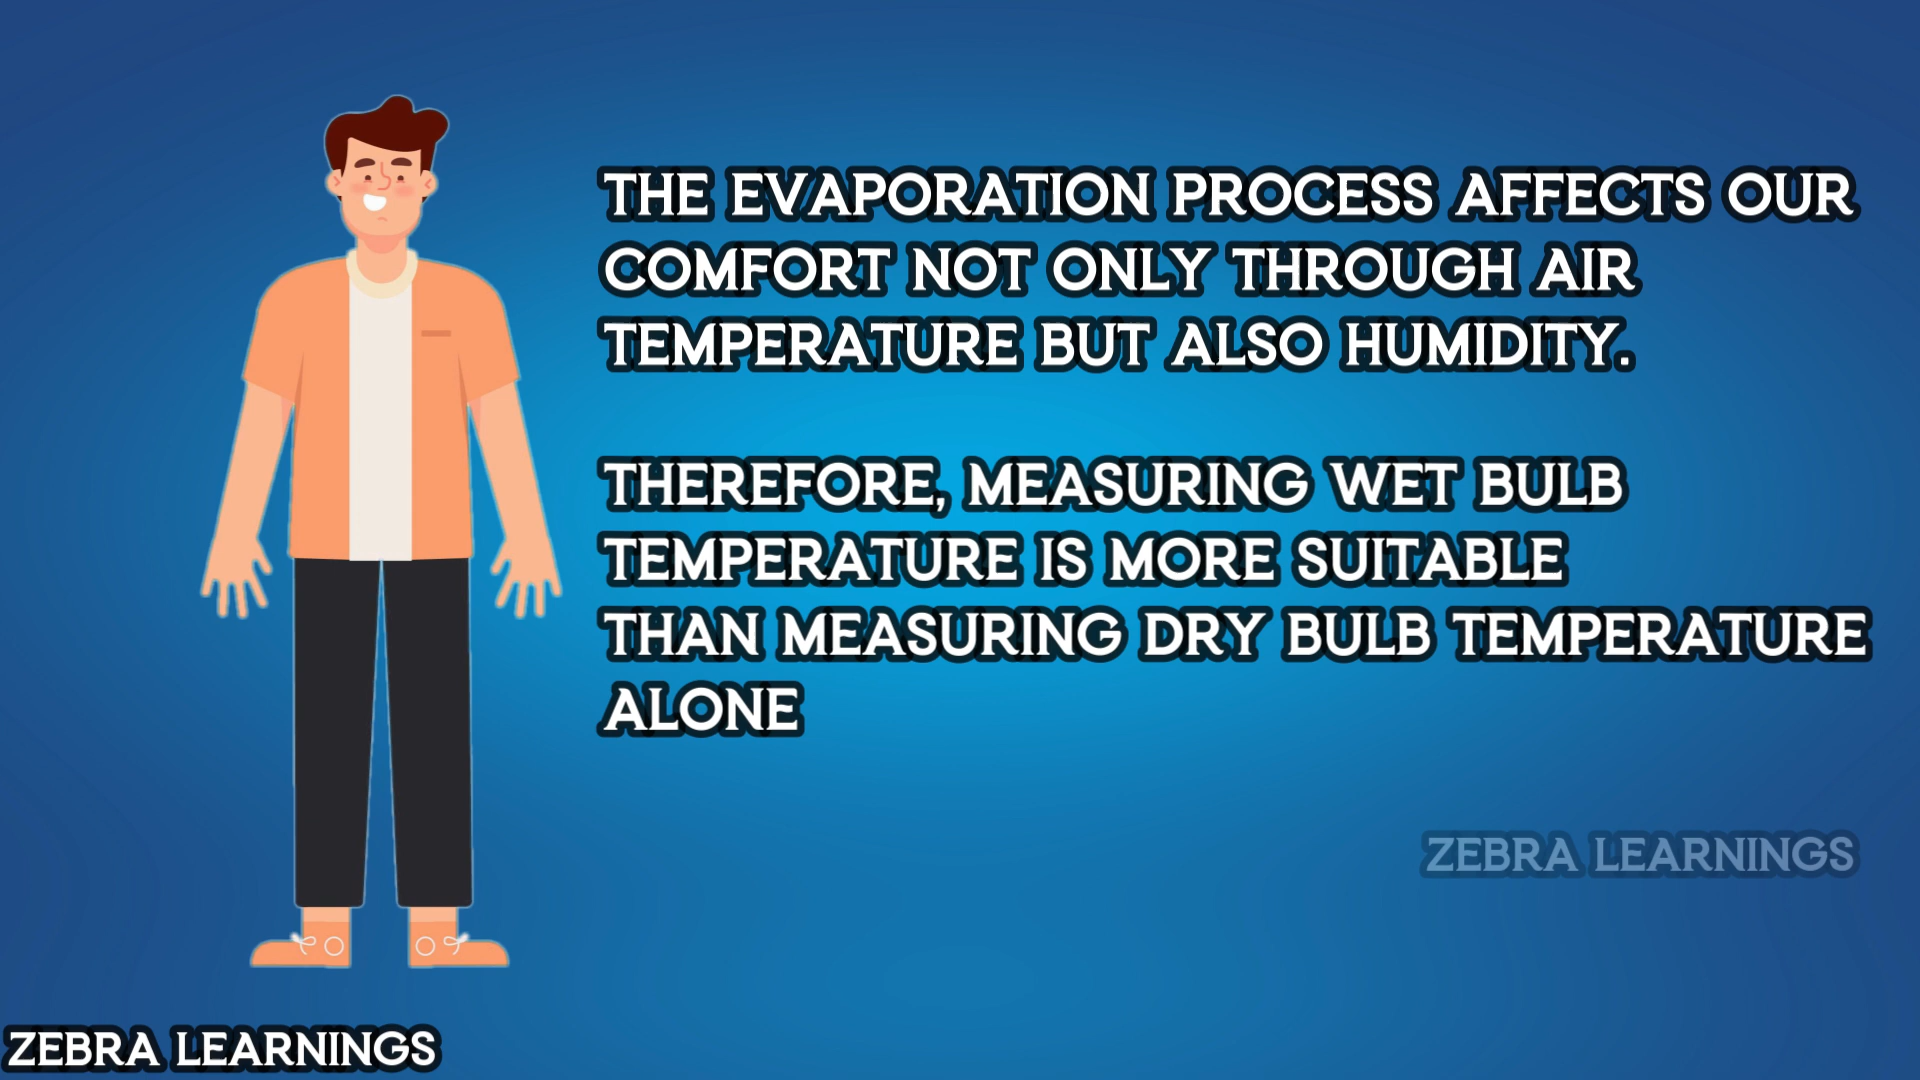 THE EVAPORATION PROCESS AFFECTS OUR
COMFORT NOT ONLY THROUGH AIR
TEMPERATURE BUT ALSO HUMIDITY.
THEREFORE, MEASURING WET BULB
TEMPERATURE IS MORE SUITABLE
THAN MEASURING DRY BULB TEMPERATURE
ALONE
ZEBRA LEARNINGS
ZEBRA LEARNINGS